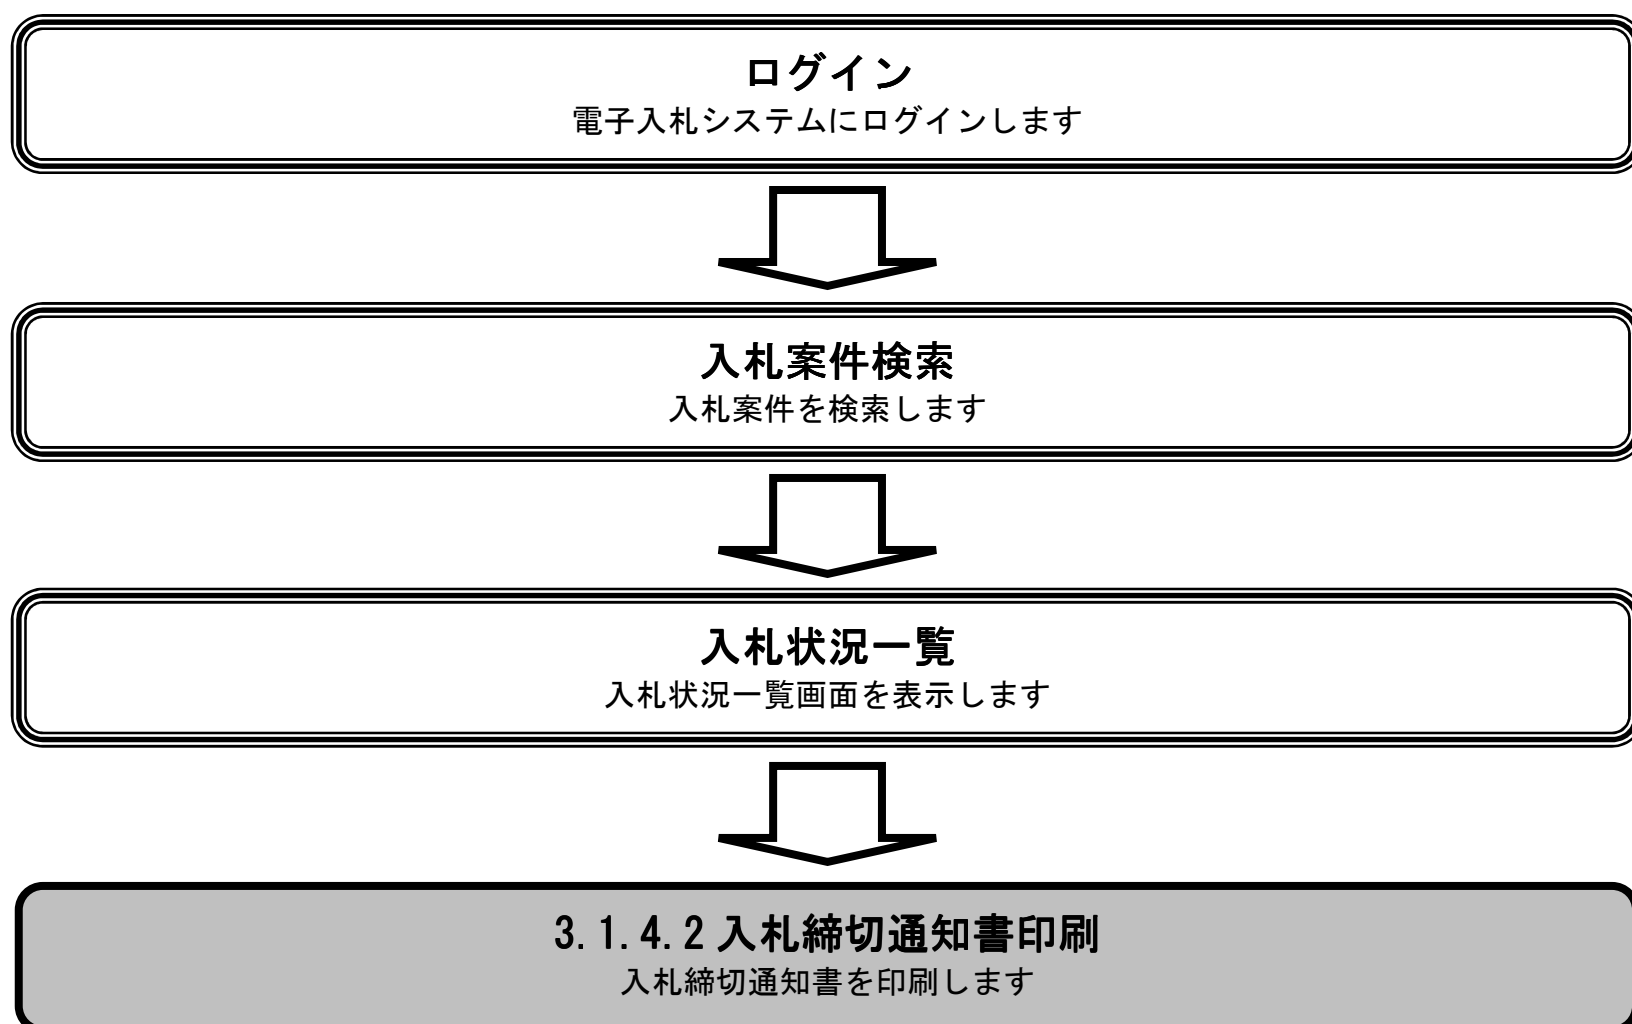 ログイン
電子入札システムにログインします
入札案件検索
入札案件を検索します
入札状況一覧
入札状況一覧画面を表示します
3.1.4.2入札締切通知書印刷
入札締切通知書を印刷します